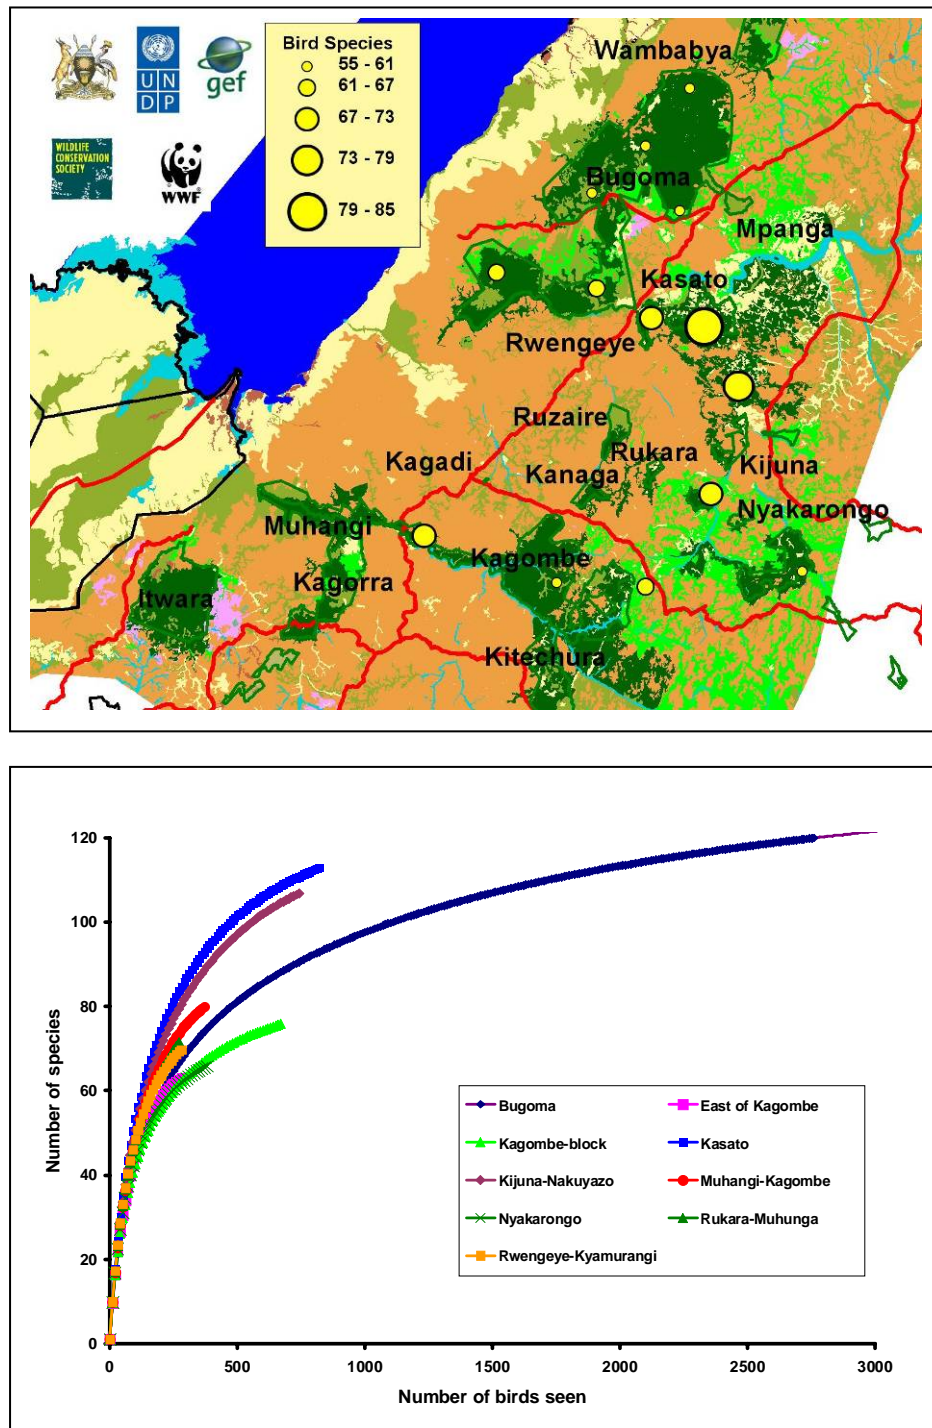 UN
DP
gef
WILDLIFE
CONSERVATION
SOCIETY
WWF
Bird Species
55 - 61
61 - 67
67 - 73
73 - 79
79 - 85
Wambabya
Bugoma
Mpanga
Kasato
Rwengeye
Ruzaire
Rukara
Kagadi
Kanaga
Kijuna
Nyakarongo
Muhangi
Kagombe
Kagorra
Itwara
Kitechura
120
100
80
60
40
20
0
Number of species
Bugoma
East of Kagombe
Kagombe-block
Kasato
Kijuna-Nakuyazo
Muhangi-Kagombe
Nyakarongo
Rukara-Muhunga
Rwengeye-Kyamurangi
0 500 1000 1500 2000 2500 3000
Number of birds seen